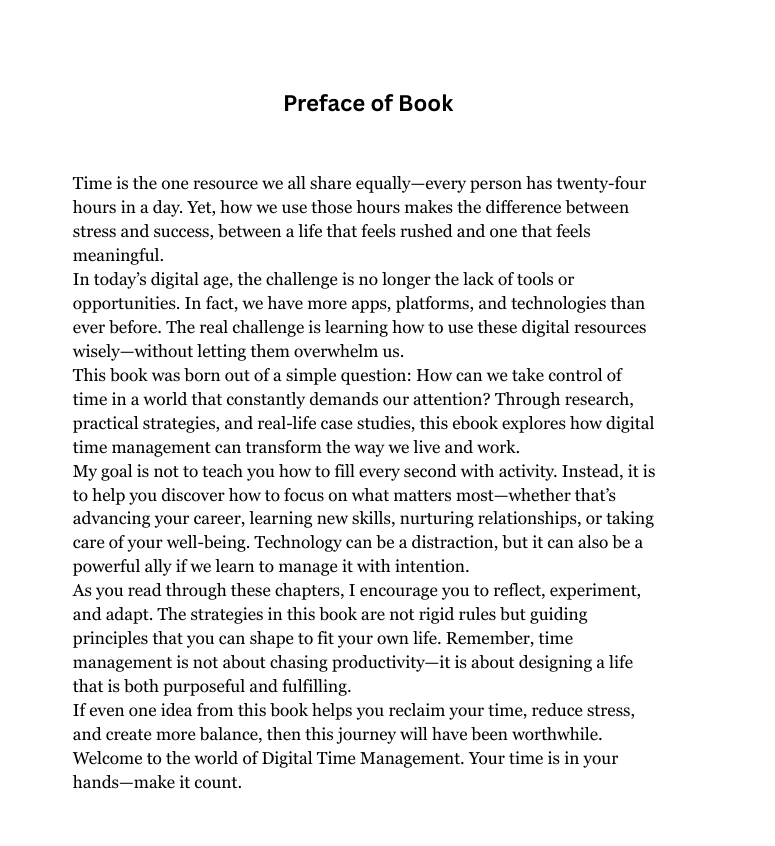 Preface of Book
Time is the one resource we all share equally—every person has twenty-four
hours in a day. Yet, how we use those hours makes the difference between
stress and success, between a life that feels rushed and one that feels
meaningful.
In today’s digital age, the challenge is no longer the lack of tools or
opportunities. In fact, we have more apps, platforms, and technologies than
ever before. The real challenge is learning how to use these digital resources
wisely—without letting them overwhelm us.
This book was born out of a simple question: How can we take control of
time in a world that constantly demands our attention? Through research,
practical strategies, and real-life case studies, this ebook explores how digital
time management can transform the way we live and work.
My goal is not to teach you how to fill every second with activity. Instead, it is
to help you discover how to focus on what matters most—whether that’s
advancing your career, learning new skills, nurturing relationships, or taking
care of your well-being. Technology can be a distraction, but it can also be a
powerful ally if we learn to manage it with intention.
As you read through these chapters, I encourage you to reflect, experiment,
and adapt. The strategies in this book are not rigid rules but guiding
principles that you can shape to fit your own life. Remember, time
management is not about chasing productivity—it is about designing a life
that is both purposeful and fulfilling.
If even one idea from this book helps you reclaim your time, reduce stress,
and create more balance, then this journey will have been worthwhile.
Welcome to the world of Digital Time Management. Your time is in your
hands—make it count.